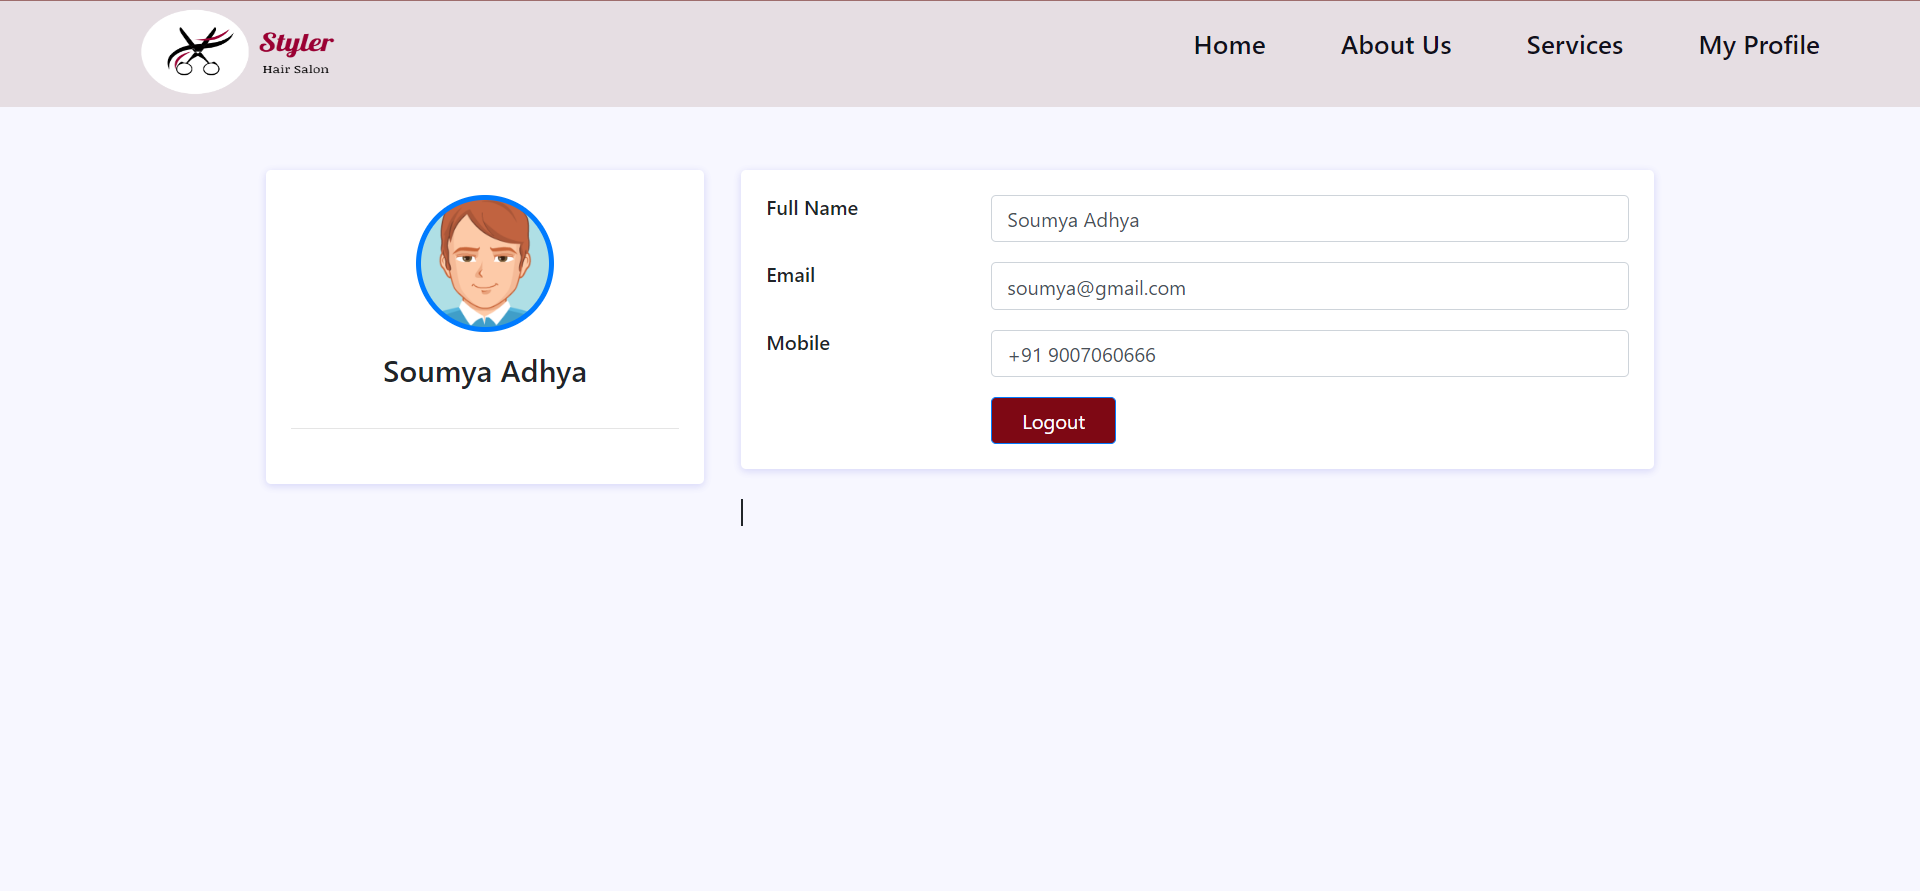 Styler
Hair Salon
Home
About Us
Services
My Profile
Soumya Adhya
Full Name
Soumya Adhya
Email
soumya@gmail.com
Mobile
+91 9007060666
Logout